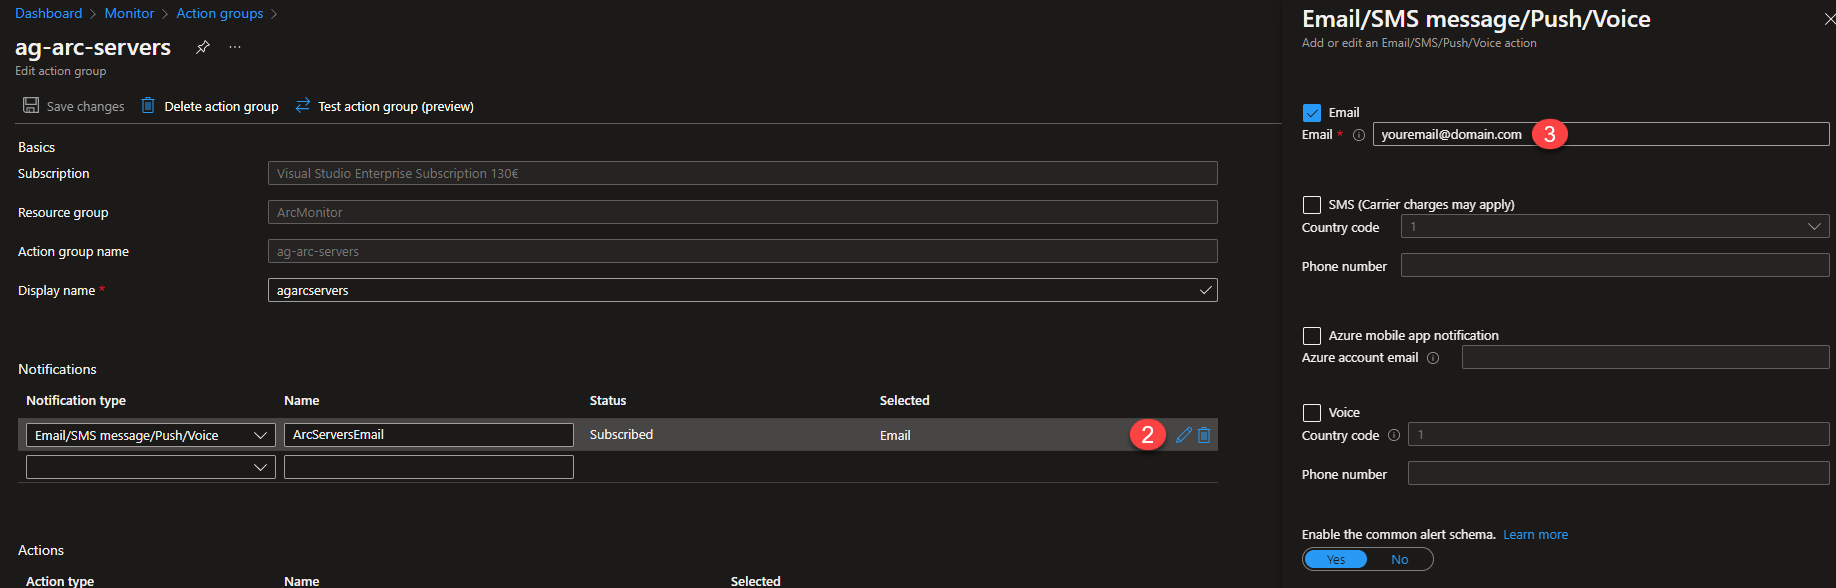 Dashboard > Monitor > Action groups >
ag-arc-servers ...
Edit action group
Save changes Delete action group Test action group (preview)
Basics
Subscription Visual Studio Enterprise Subscription 130€
Resource group ArcMonitor
Action group name ag-arc-servers
Display name * agarcservers
Notifications
Notification type Name Status Selected
Email/SMS message/Push/Voice ArcServersEmail Subscribed Email 2
Actions
Action type Name Selected
Email/SMS message/Push/Voice
Add or edit an Email/SMS/Push/Voice action
Email
Email * youremail@domain.com 3
SMS (Carrier charges may apply)
Country code 1
Phone number
Azure mobile app notification
Azure account email
Voice
Country code 1
Phone number
Enable the common alert schema. Learn more
Yes No